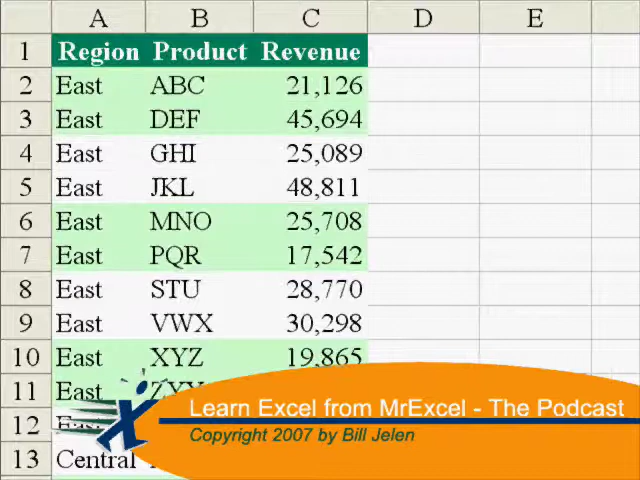 A B C D E
1 Region Product Revenue
2 East ABC 21,126
3 East DEF 45,694
4 East GHI 25,089
5 East JKL 48,811
6 East MNO 25,708
7 East PQR 17,542
8 East STU 28,770
9 East VWX 30,298
10 East XYZ 19,865
11 East
12
13 Central
Learn Excel from MrExcel - The Podcast
Copyright 2007 by Bill Jelen